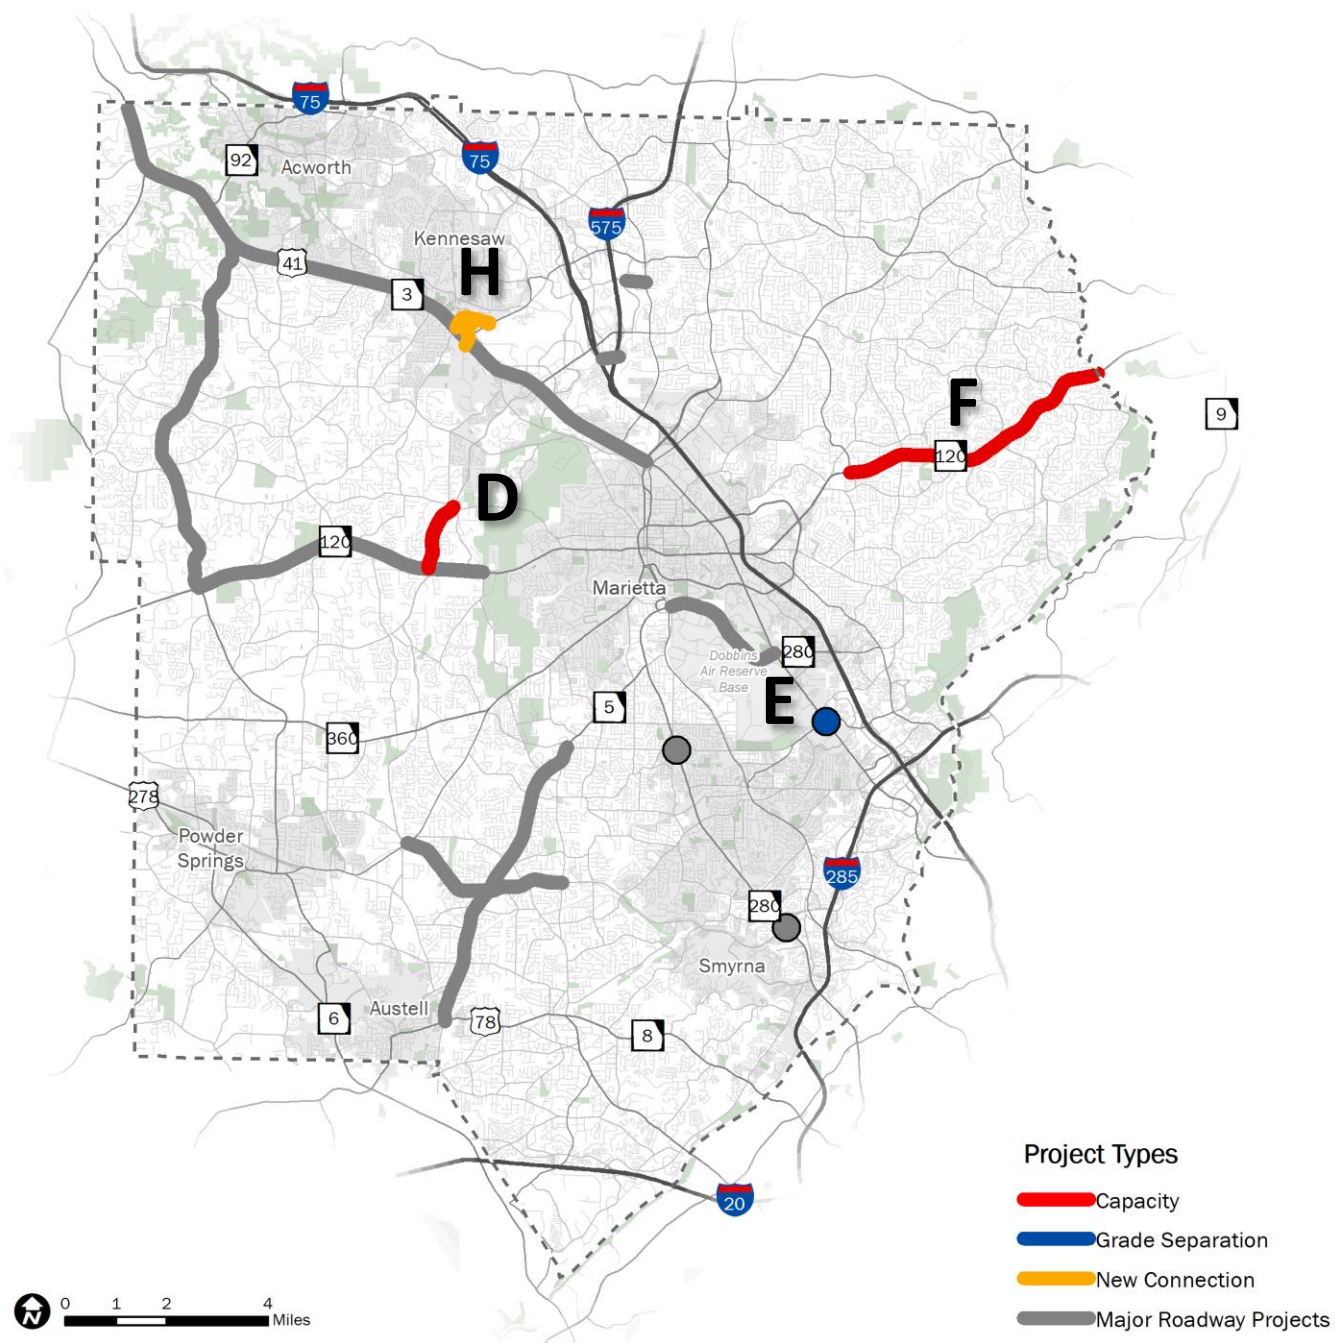 75
92
Acworth
75
575
Kennesaw
H
41
3
F
9
120
D
120
Marietta
Dobbins
Air Reserve
Base
280
E
5
360
278
Powder
Springs
285
280
Smyrna
Austell
6
78
8
20
Project Types
Capacity
Grade Separation
New Connection
Major Roadway Projects
N
0 1 2 4
Miles